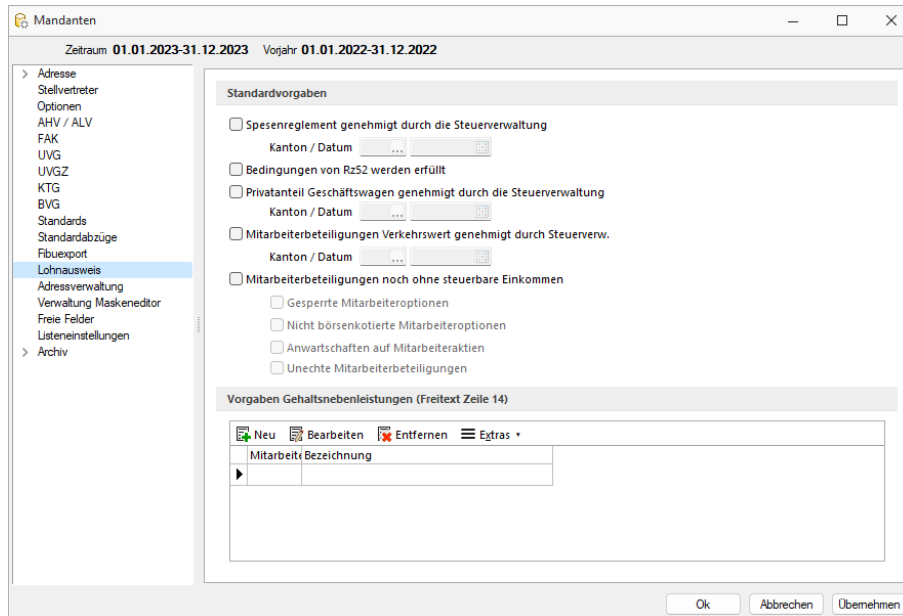 Mandanten
Zeitraum 01.01.2023-31.12.2023 Vorjahr 01.01.2022-31.12.2022
Adresse
Stellvertreter
Optionen
AHV / ALV
FAK
UVG
UVGZ
KTG
BVG
Standards
Standardabzüge
Fibuexport
Lohnausweis
Adressverwaltung
Verwaltung Maskeneditor
Freie Felder
Listeneinstellungen
Archiv
Standardvorgaben
Spesenreglement genehmigt durch die Steuerverwaltung
Kanton / Datum ...
Bedingungen von Rz52 werden erfüllt
Privatanteil Geschäftswagen genehmigt durch die Steuerverwaltung
Kanton / Datum ...
Mitarbeiterbeteiligungen Verkehrswert genehmigt durch Steuerverw.
Kanton / Datum ...
Mitarbeiterbeteiligungen noch ohne steuerbare Einkommen
Gesperrte Mitarbeiteroptionen
Nicht börsenkotierte Mitarbeiteroptionen
Anwartschaften auf Mitarbeiteraktien
Unechte Mitarbeiterbeteiligungen
Vorgaben Gehaltsnebenleistungen (Freitext Zeile 14)
Neu Bearbeiten Entfernen Extras
Mitarbeite Bezeichnung
Ok Abbrechen Übernehmen